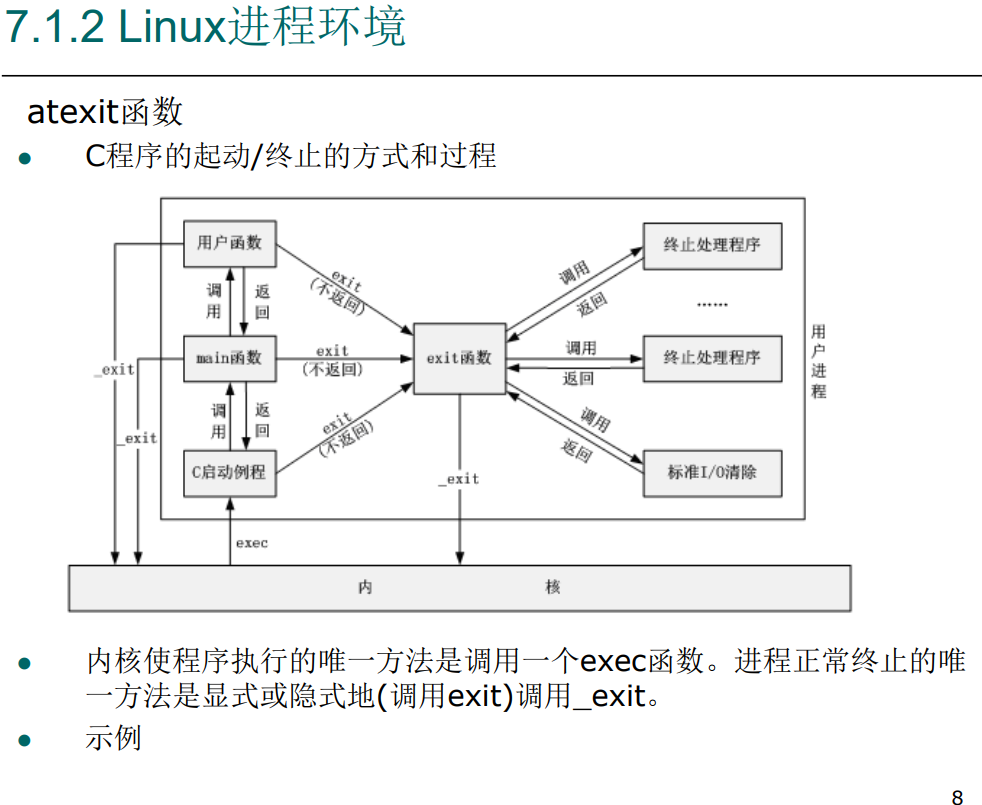 7.1.2 Linux进程环境
atexit函数
C程序的起动/终止的方式和过程
用户函数
终止处理程序
exit
(不返回)
调用
返回
调用
返回
......
main函数
exit
(不返回)
exit函数
调用
返回
终止处理程序
用户进程
_exit
_exit
调用
返回
exit
(不返回)
调用
返回
C启动例程
_exit
标准I/O清除
exec
内 核
内核使程序执行的唯一方法是调用一个exec函数。进程正常终止的唯
一方法是显式或隐式地(调用exit)调用_exit。
示例
8